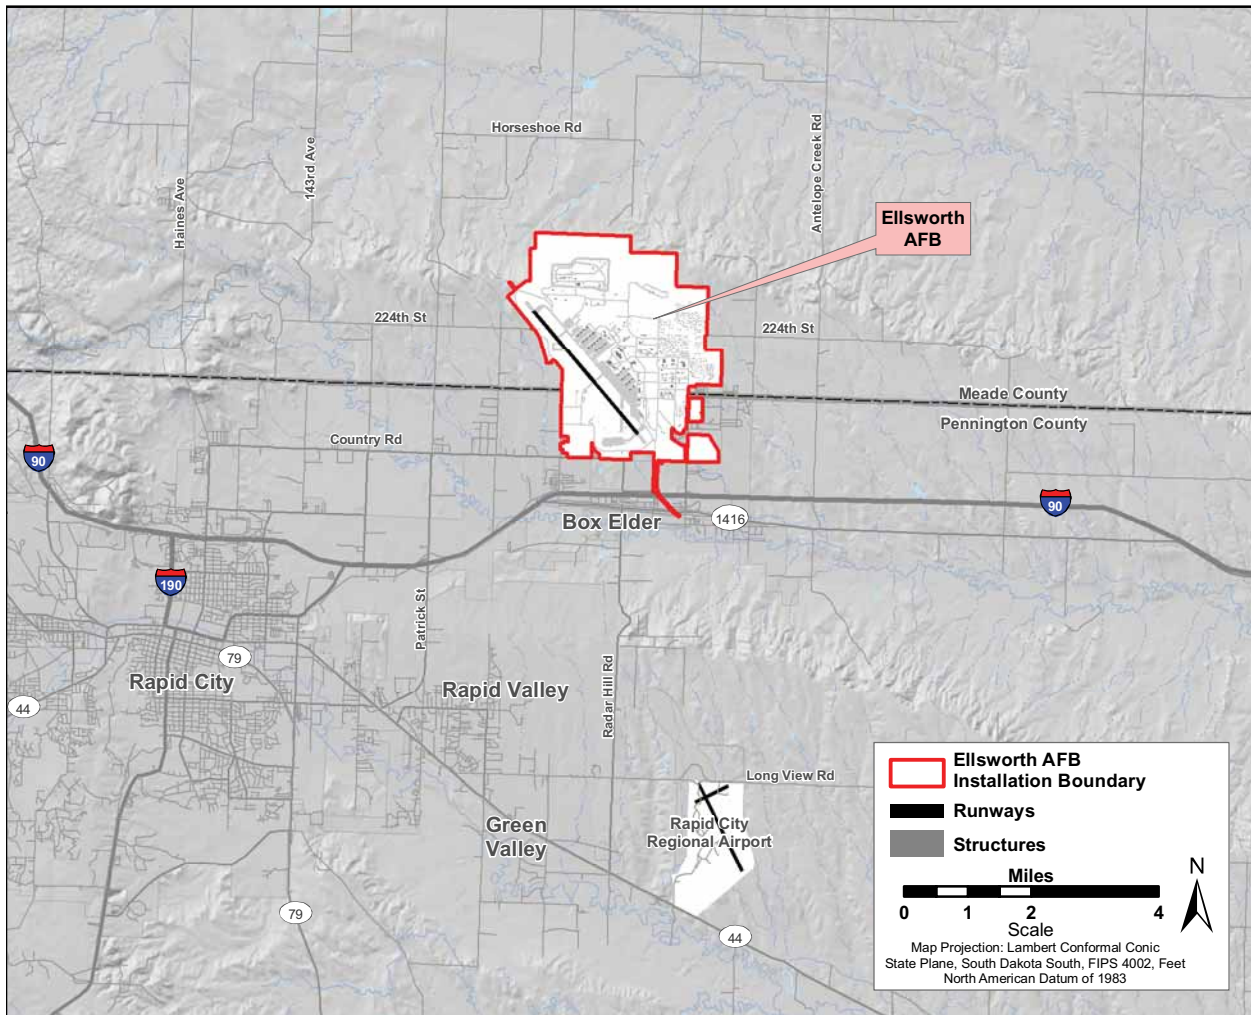 Horseshoe Rd
Antelope Creek Rd
143rd Ave
Haines Ave
Ellsworth
AFB
224th St
224th St
Meade County
Pennington County
Country Rd
90
90
Box Elder
1416
190
Patrick St
79
Rapid City
Rapid Valley
44
Radar Hill Rd
Long View Rd
Rapid City
Regional Airport
Green
Valley
79
44
Ellsworth AFB
Installation Boundary
Runways
Structures
Miles
N
0 1 2 4
Scale
Map Projection: Lambert Conformal Conic
State Plane, South Dakota South, FIPS 4002, Feet
North American Datum of 1983